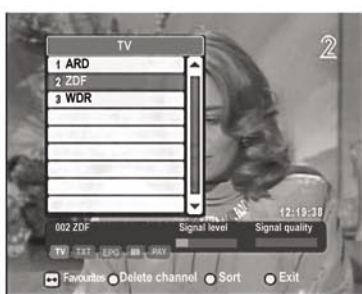 TV
2
1 ARD
2 ZDF
3 WDR
12:19:38
002 ZDF Signal level Signal quality
TV TXT EPG PAY
Favourites Delete channel Sort Exit